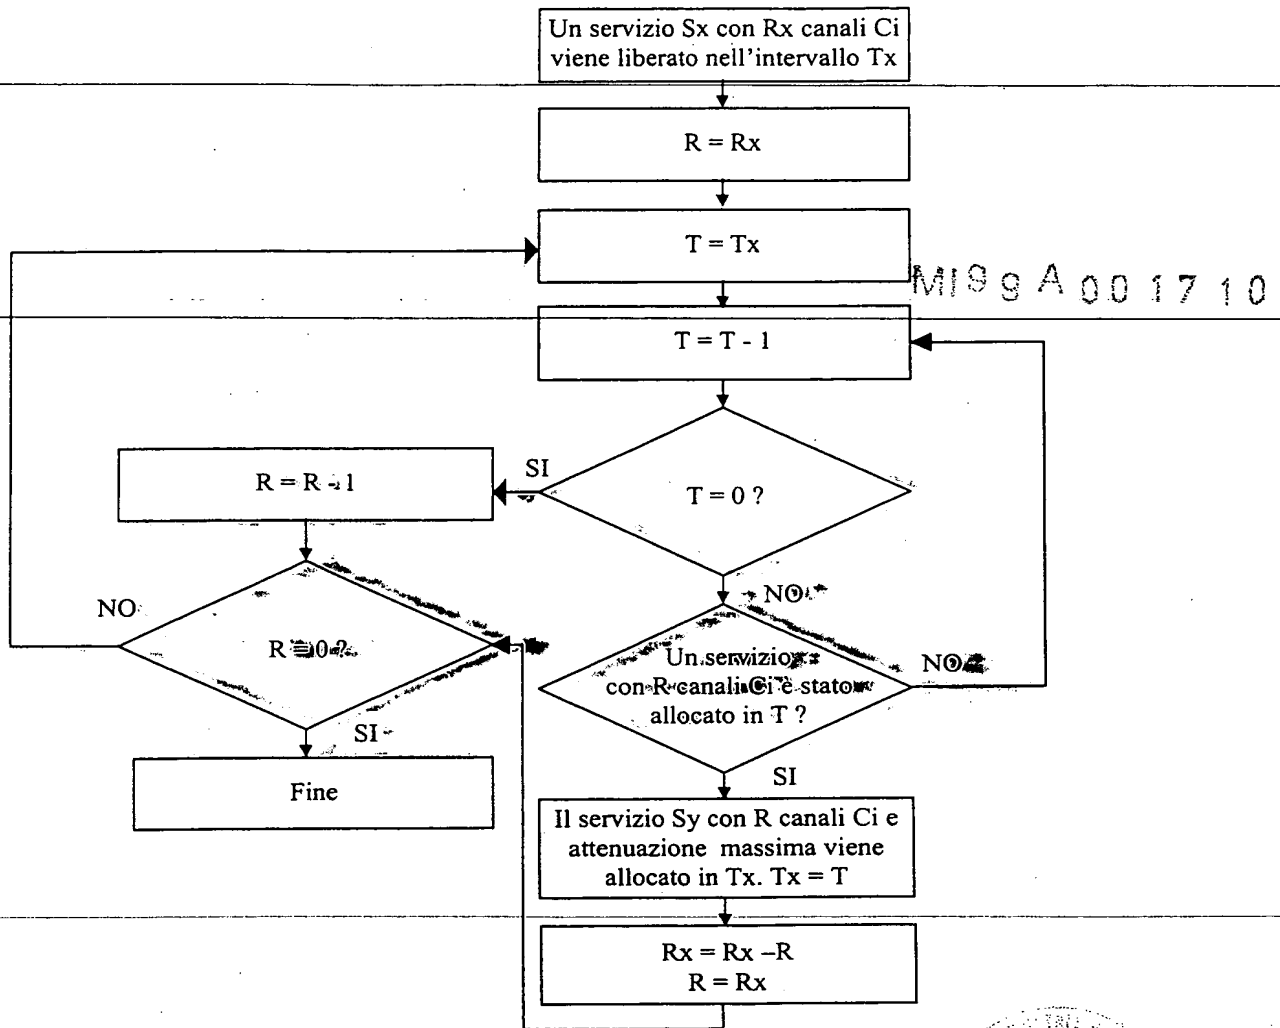 Un servizio Sx con Rx canali Ci
viene liberato nell'intervallo Tx
R = Rx
T = Tx
MI99A001710
T = T - 1
T = 0 ?
SI
R = R - 1
NO
R = 0 ?
NO
Un servizio
con R canali Ci è stato
allocato in T ?
NO
SI
Fine
SI
Il servizio Sy con R canali Ci e
attenuazione massima viene
allocato in Tx. Tx = T
Rx = Rx –R
R = Rx